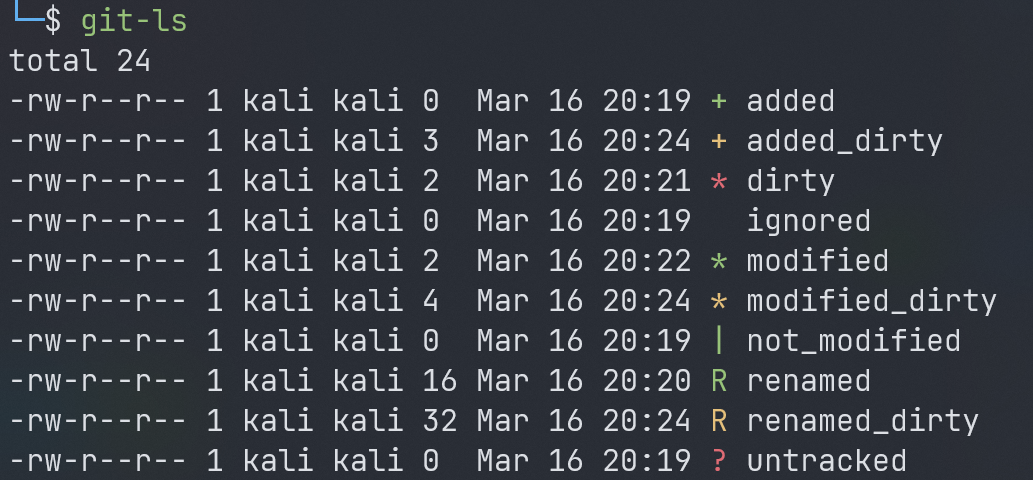 └─$ git-ls
total 24
-rw-r--r-- 1 kali kali 0  Mar 16 20:19 + added
-rw-r--r-- 1 kali kali 3  Mar 16 20:24 + added_dirty
-rw-r--r-- 1 kali kali 2  Mar 16 20:21 * dirty
-rw-r--r-- 1 kali kali 0  Mar 16 20:19   ignored
-rw-r--r-- 1 kali kali 2  Mar 16 20:22 * modified
-rw-r--r-- 1 kali kali 4  Mar 16 20:24 * modified_dirty
-rw-r--r-- 1 kali kali 0  Mar 16 20:19 | not_modified
-rw-r--r-- 1 kali kali 16 Mar 16 20:20 R renamed
-rw-r--r-- 1 kali kali 32 Mar 16 20:24 R renamed_dirty
-rw-r--r-- 1 kali kali 0  Mar 16 20:19 ? untracked